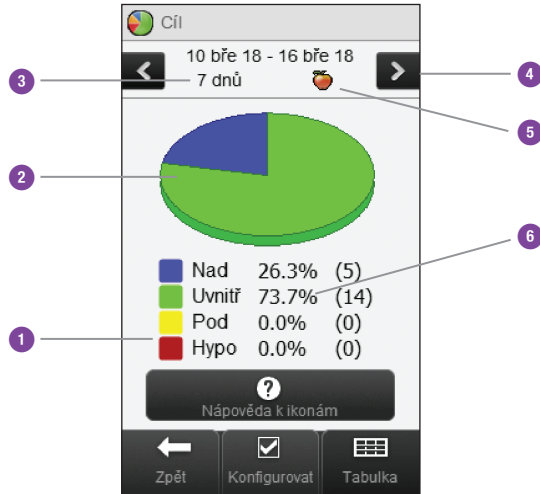 Cíl
10 bře 18 - 16 bře 18
7 dnů
Nad 26.3% (5)
Uvnitř 73.7% (14)
Pod 0.0% (0)
Hypo 0.0% (0)
?
Nápověda k ikonám
Zpět Konfigurovat Tabulka
3
2
1
4
5
6